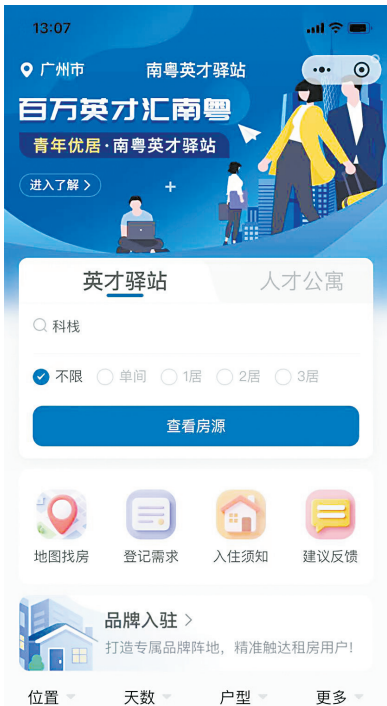 13:07
广州市 南粤英才驿站
百万英才汇南粤
青年优居·南粤英才驿站
进入了解 >
英才驿站 人才公寓
科栈
不限 单间 1居 2居 3居
查看房源
地图找房 登记需求 入住须知 建议反馈
品牌入驻 >
打造专属品牌阵地，精准触达租房用户!
位置 天数 户型 更多